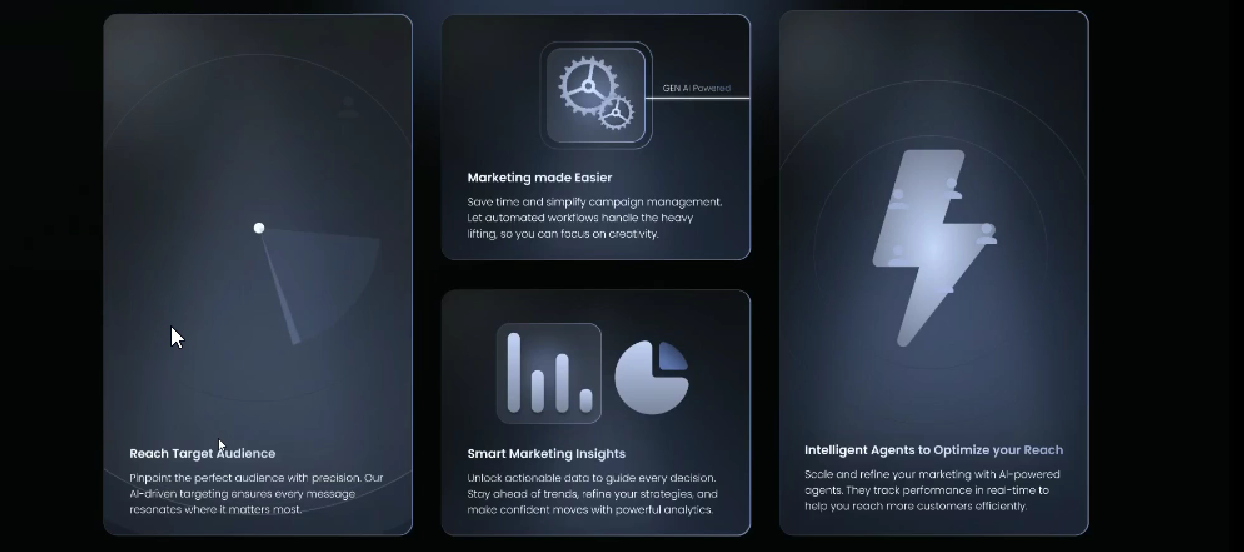 Reach Target Audience
Pinpoint the perfect audience with precision. Our
AI-driven targeting ensures every message
resonates where it matters most.
GEN AI Powered
Marketing made Easier
Save time and simplify campaign management.
Let automated workflows handle the heavy
lifting, so you can focus on creativity.
Smart Marketing Insights
Unlock actionable data to guide every decision.
Stay ahead of trends, refine your strategies, and
make confident moves with powerful analytics.
Intelligent Agents to Optimize your Reach
Scale and refine your marketing with AI-powered
agents. They track performance in real-time to
help you reach more customers efficiently.